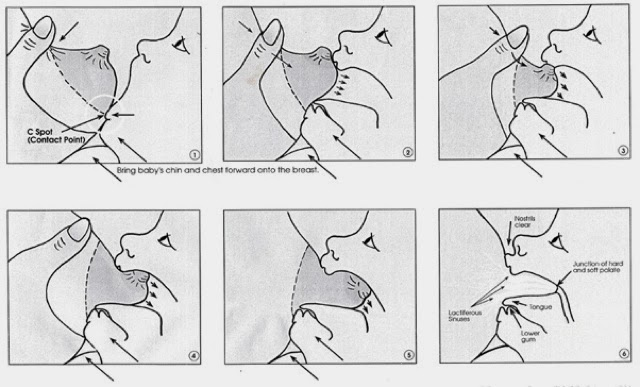 C Spot
(Contact Point)
1
2
3
Bring baby's chin and chest forward onto the breast.
4
5
Nostrils
clear
Junction of hard
and soft palate
Lactiferous
Sinuses
Tongue
Lower
gum
6